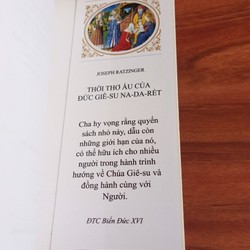 JOSEPH RATZINGER
THỜI THƠ ẤU CỦA
ĐỨC GIÊ-SU NA-DA-RÉT
Cha hy vọng rằng quyển
sách nhỏ này, dẫu còn
những giới hạn của nó,
có thể hữu ích cho nhiều
người trong hành trình
hướng về Chúa Giê-su và
đồng hành cùng với
Người.
ĐTC Biển Đức XVI